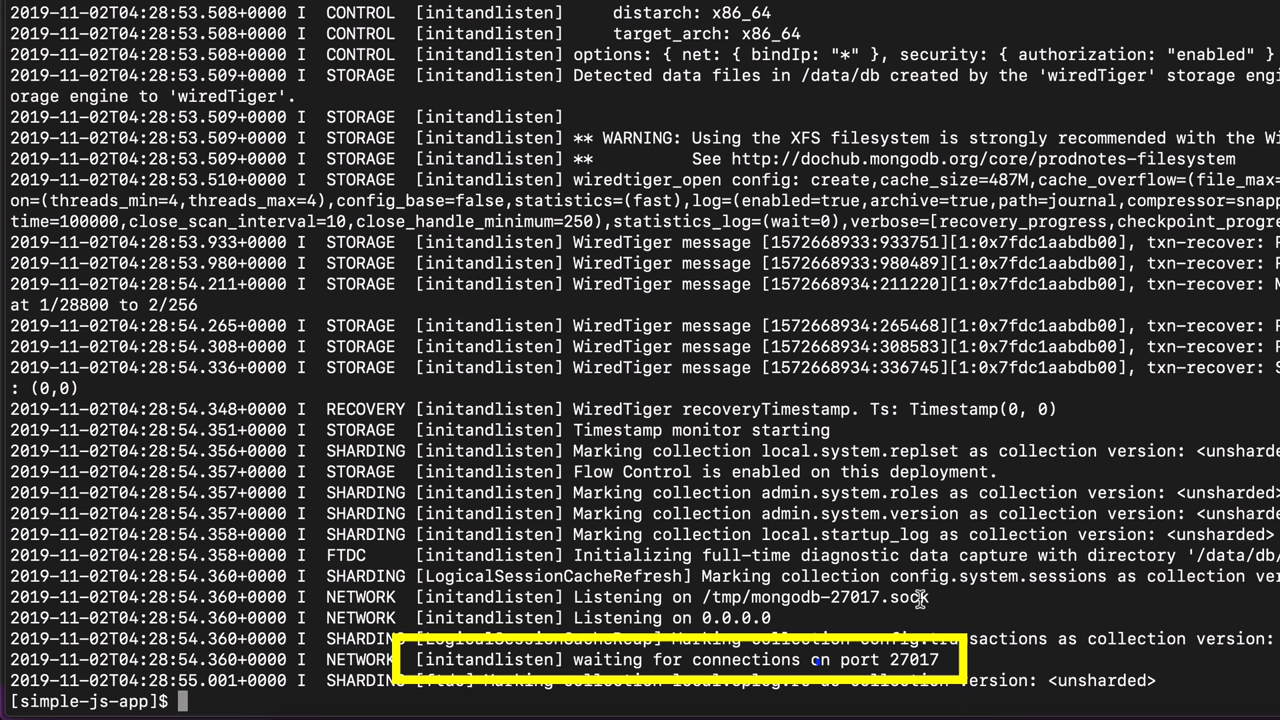 2019-11-02T04:28:53.508+0000 I  CONTROL  [initandlisten]     distarch: x86_64
2019-11-02T04:28:53.508+0000 I  CONTROL  [initandlisten]     target_arch: x86_64
2019-11-02T04:28:53.508+0000 I  CONTROL  [initandlisten] options: { net: { bindIp: "*" }, security: { authorization: "enabled" }
2019-11-02T04:28:53.509+0000 I  STORAGE  [initandlisten] Detected data files in /data/db created by the 'wiredTiger' storage eng
orage engine to 'wiredTiger'.
2019-11-02T04:28:53.509+0000 I  STORAGE  [initandlisten]
2019-11-02T04:28:53.509+0000 I  STORAGE  [initandlisten] ** WARNING: Using the XFS filesystem is strongly recommended with the Wi
2019-11-02T04:28:53.509+0000 I  STORAGE  [initandlisten] **          See http://dochub.mongodb.org/core/prodnotes-filesystem
2019-11-02T04:28:53.510+0000 I  STORAGE  [initandlisten] wiredtiger_open config: create,cache_size=487M,cache_overflow=(file_max=
on=(threads_min=4,threads_max=4),config_base=false,statistics=(fast),log=(enabled=true,archive=true,path=journal,compressor=snapp
time=100000,close_scan_interval=10,close_handle_minimum=250),statistics_log=(wait=0),verbose=[recovery_progress,checkpoint_progre
2019-11-02T04:28:53.933+0000 I  STORAGE  [initandlisten] WiredTiger message [1572668933:933751][1:0x7fdc1aabdb00], txn-recover:
2019-11-02T04:28:53.980+0000 I  STORAGE  [initandlisten] WiredTiger message [1572668933:980489][1:0x7fdc1aabdb00], txn-recover:
2019-11-02T04:28:54.211+0000 I  STORAGE  [initandlisten] WiredTiger message [1572668934:211220][1:0x7fdc1aabdb00], txn-recover:
at 1/28800 to 2/256
2019-11-02T04:28:54.265+0000 I  STORAGE  [initandlisten] WiredTiger message [1572668934:265468][1:0x7fdc1aabdb00], txn-recover:
2019-11-02T04:28:54.308+0000 I  STORAGE  [initandlisten] WiredTiger message [1572668934:308583][1:0x7fdc1aabdb00], txn-recover:
2019-11-02T04:28:54.336+0000 I  STORAGE  [initandlisten] WiredTiger message [1572668934:336745][1:0x7fdc1aabdb00], txn-recover: S
: (0,0)
2019-11-02T04:28:54.348+0000 I  RECOVERY [initandlisten] WiredTiger recoveryTimestamp. Ts: Timestamp(0, 0)
2019-11-02T04:28:54.351+0000 I  STORAGE  [initandlisten] Timestamp monitor starting
2019-11-02T04:28:54.356+0000 I  SHARDING [initandlisten] Marking collection local.system.replset as collection version: <unsharde
2019-11-02T04:28:54.357+0000 I  STORAGE  [initandlisten] Flow Control is enabled on this deployment.
2019-11-02T04:28:54.357+0000 I  SHARDING [initandlisten] Marking collection admin.system.roles as collection version: <unsharded>
2019-11-02T04:28:54.357+0000 I  SHARDING [initandlisten] Marking collection admin.system.version as collection version: <unsharded
2019-11-02T04:28:54.358+0000 I  SHARDING [initandlisten] Marking collection local.startup_log as collection version: <unsharded>
2019-11-02T04:28:54.358+0000 I  FTDC     [initandlisten] Initializing full-time diagnostic data capture with directory '/data/db/
2019-11-02T04:28:54.360+0000 I  SHARDING [LogicalSessionCacheRefresh] Marking collection config.system.sessions as collection ver
2019-11-02T04:28:54.360+0000 I  NETWORK  [initandlisten] Listening on /tmp/mongodb-27017.sock
2019-11-02T04:28:54.360+0000 I  NETWORK  [initandlisten] Listening on 0.0.0.0
2019-11-02T04:28:54.360+0000 I  SHARDING [LogicalSessionCacheReap] Marking collection config.transactions as collection version:
2019-11-02T04:28:54.360+0000 I  NETWORK  [initandlisten] waiting for connections on port 27017
2019-11-02T04:28:55.001+0000 I  SHARDING [ftdc] Marking collection local.oplog.rs as collection version: <unsharded>
[simple-js-app]$